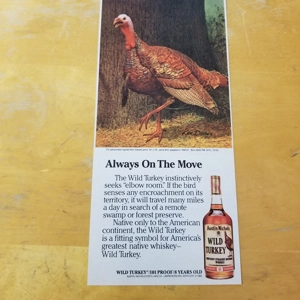 Always On The Move
The Wild Turkey instinctively
seeks "elbow room." If the bird
senses any encroachment on its
territory, it will travel many miles
a day in search of a remote
swamp or forest preserve.
Native only to the American
continent, the Wild Turkey
is a fitting symbol for America's
greatest native whiskey—
Wild Turkey.
Austin Nichols
WILD
TURKEY
WILD TURKEY/101 PROOF/8 YEARS OLD